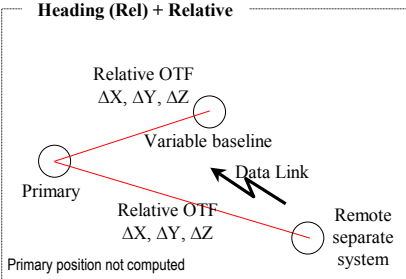 Heading (Rel) + Relative
Relative OTF
ΔX, ΔY, ΔZ
Variable baseline
Data Link
Primary
Relative OTF
ΔX, ΔY, ΔZ
Remote
separate
system
Primary position not computed